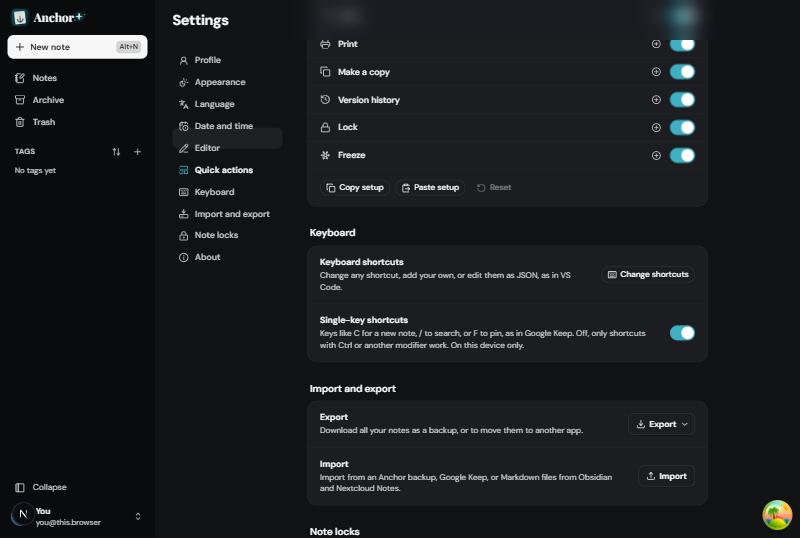 Anchor+
New note Alt+N
Notes
Archive
Trash
TAGS
No tags yet
Collapse
N
You
you@this.browser
Settings
Profile
Appearance
Language
Date and time
Editor
Quick actions
Keyboard
Import and export
Note locks
About
Print
Make a copy
Version history
Lock
Freeze
Copy setup Paste setup Reset
Keyboard
Keyboard shortcuts
Change any shortcut, add your own, or edit them as JSON, as in VS
Code.
Change shortcuts
Single-key shortcuts
Keys like C for a new note, / to search, or F to pin, as in Google Keep. Off, only shortcuts
with Ctrl or another modifier work. On this device only.
Import and export
Export
Download all your notes as a backup, or to move them to another app.
Export
Import
Import from an Anchor backup, Google Keep, or Markdown files from Obsidian
and Nextcloud Notes.
Import
Note locks